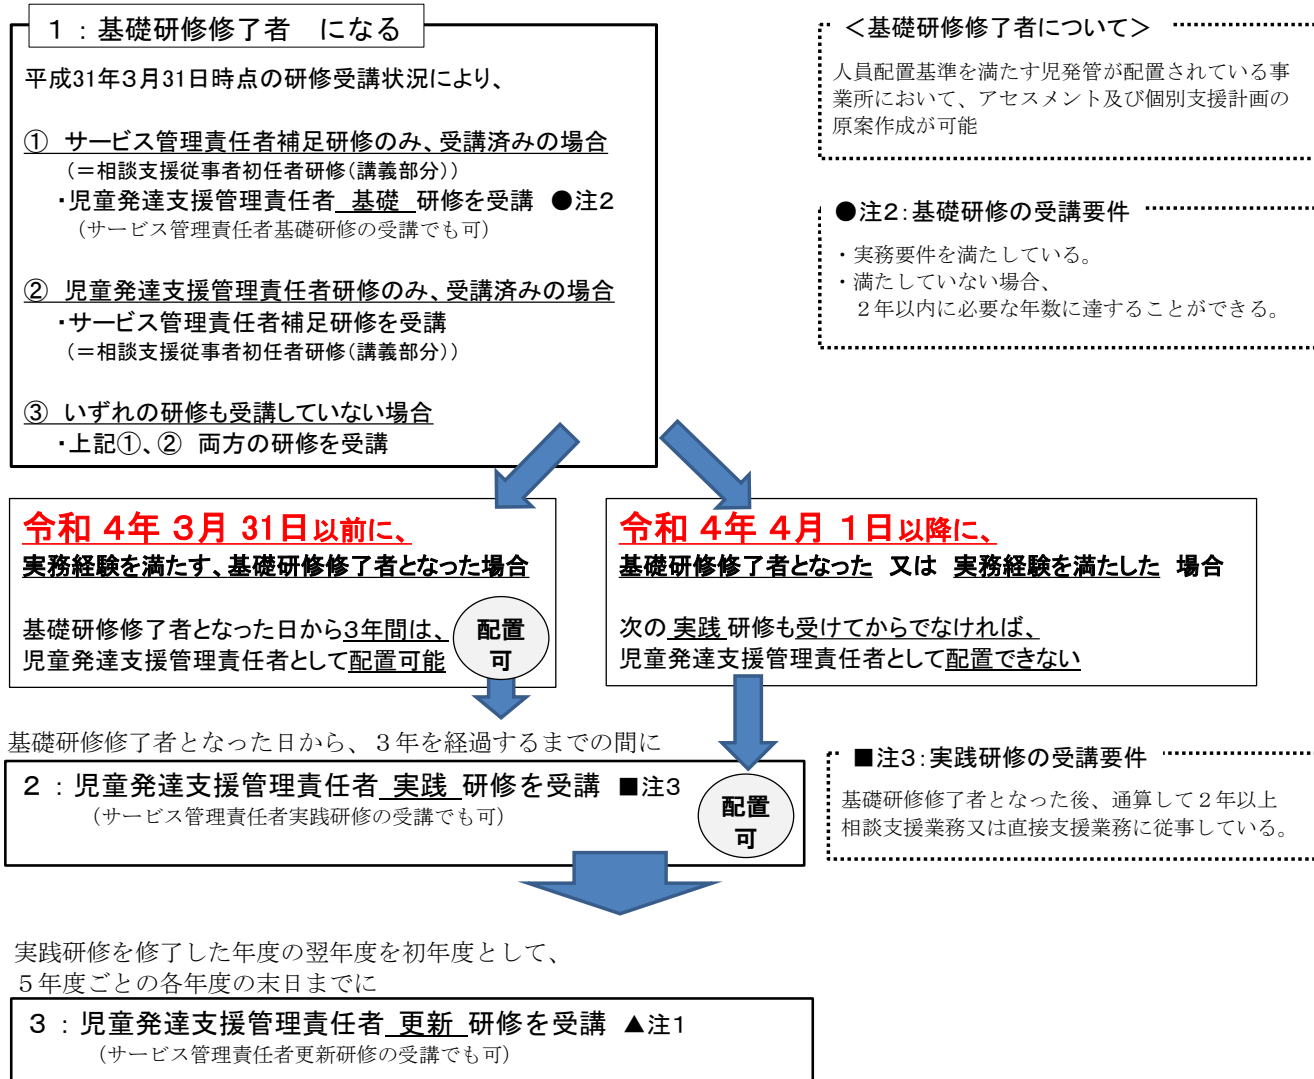 １：基礎研修修了者　になる
平成31年３月31日時点の研修受講状況により、
①　サービス管理責任者補足研修のみ、受講済みの場合
（＝相談支援従事者初任者研修（講義部分））
・児童発達支援管理責任者 基礎 研修を受講　●注２
（サービス管理責任者基礎研修の受講でも可）
②　児童発達支援管理責任者研修のみ、受講済みの場合
・サービス管理責任者補足研修を受講
（＝相談支援従事者初任者研修（講義部分））
③　いずれの研修も受講していない場合
・上記①、②　両方の研修を受講
＜基礎研修修了者について＞
人員配置基準を満たす児発管が配置されている事
業所において、アセスメント及び個別支援計画の
原案作成が可能
●注２：基礎研修の受講要件
・実務要件を満たしている。
・満たしていない場合、
２年以内に必要な年数に達することができる。
令和 ４年 ３月 31日以前に、
実務経験を満たす、基礎研修修了者となった場合
基礎研修修了者となった日から３年間は、
児童発達支援管理責任者として配置可能
配置
可
令和 ４年 ４月 １日以降に、
基礎研修修了者となった　又は　実務経験を満たした　場合
次の 実践 研修も受けてからでなければ、
児童発達支援管理責任者として配置できない
基礎研修修了者となった日から、３年を経過するまでの間に
２：児童発達支援管理責任者 実践 研修を受講　■注３
（サービス管理責任者実践研修の受講でも可）
配置
可
■注３：実践研修の受講要件
基礎研修修了者となった後、通算して２年以上
相談支援業務又は直接支援業務に従事している。
実践研修を修了した年度の翌年度を初年度として、
５年度ごとの各年度の末日までに
３：児童発達支援管理責任者 更新 研修を受講　▲注１
（サービス管理責任者更新研修の受講でも可）